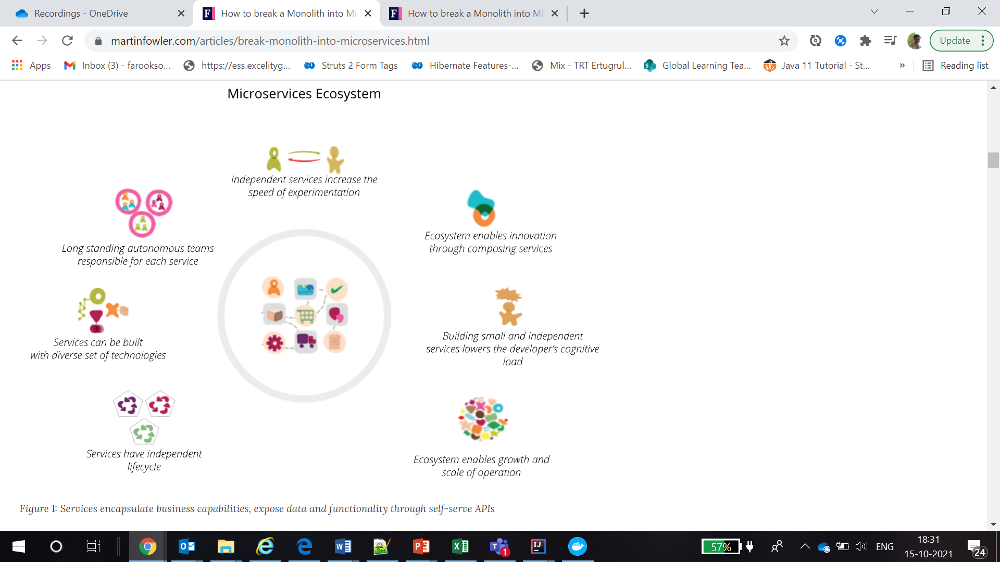 Recordings - OneDrive
How to break a Monolith into Mi
How to break a Monolith into Mi
martinfowler.com/articles/break-monolith-into-microservices.html
Update
Apps
Inbox (3) - farookso...
https://ess.excelityg...
Struts 2 Form Tags
Hibernate Features-...
Mix - TRT Ertugrul...
Global Learning Tea...
Java 11 Tutorial - St...
»
Reading list
Microservices Ecosystem
Independent services increase the
speed of experimentation
Long standing autonomous teams
responsible for each service
Ecosystem enables innovation
through composing services
Services can be built
with diverse set of technologies
Building small and independent
services lowers the developer's cognitive
load
Services have independent
lifecycle
Ecosystem enables growth and
scale of operation
Figure 1: Services encapsulate business capabilities, expose data and functionality through self-serve APIs
57%
ENG
18:31
15-10-2021
24
1